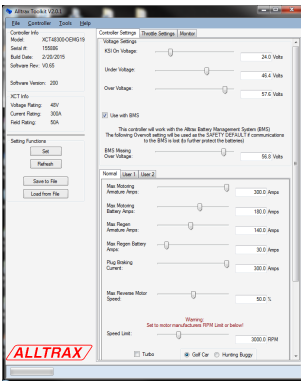 Alltrax Toolkit V2.0.1
File Controller Tools Help
Controller Info
Model: XCT48300-OEMG19
Serial #: 155886
Build Date: 2/20/2015
Software Rev: V0.65
Software Version: 200
XCT Info
Voltage Rating: 48V
Current Rating: 300A
Field Rating: 50A
Setting Functions
Set
Refresh
Save to File
Load from File
ALLTRAX
Controller Settings Throttle Settings Monitor
Voltage Settings
KSI On Voltage:
24.0 Volts
Under Voltage:
46.4 Volts
Over Voltage:
57.6 Volts
Use with BMS
This controller will work with the Alltrax Battery Management System (BMS)
The following Overvolt setting will be used as the SAFETY DEFAULT if communications
to the BMS is lost (to further protect the batteries)
BMS Missing
Over Voltage:
56.8 Volts
Normal User 1 User 2
Max Motoring
Armature Amps:
300.0 Amps
Max Motoring
Battery Amps:
180.0 Amps
Max Regen
Armature Amps:
140.0 Amps
Max Regen Battery
Amps:
30.0 Amps
Plug Braking
Current:
300.0 Amps
Max Reverse Motor
Speed:
50.0 %
Warning:
Set to motor manufacturers RPM Limit or below!
Speed Limit:
3000.0 RPM
Turbo Golf Car Hunting Buggy